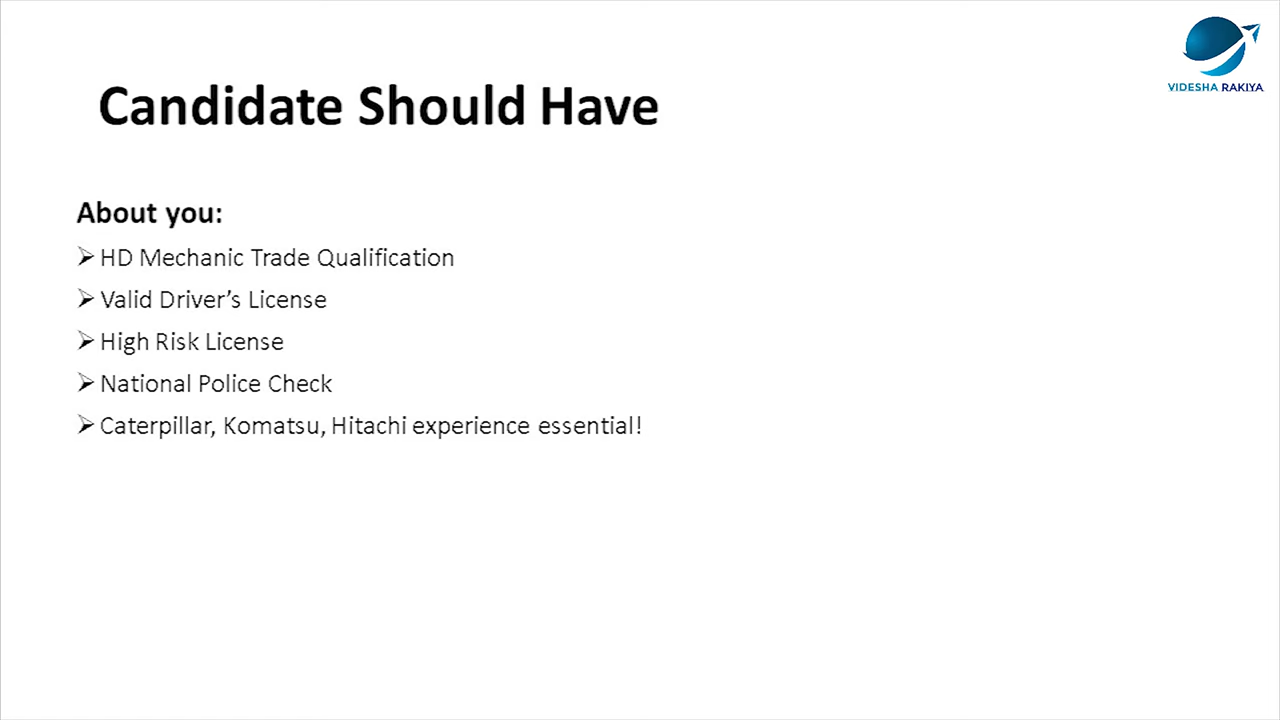 VIDESHA RAKIYA
Candidate Should Have
About you:
➢ HD Mechanic Trade Qualification
➢ Valid Driver’s License
➢ High Risk License
➢ National Police Check
➢ Caterpillar, Komatsu, Hitachi experience essential!